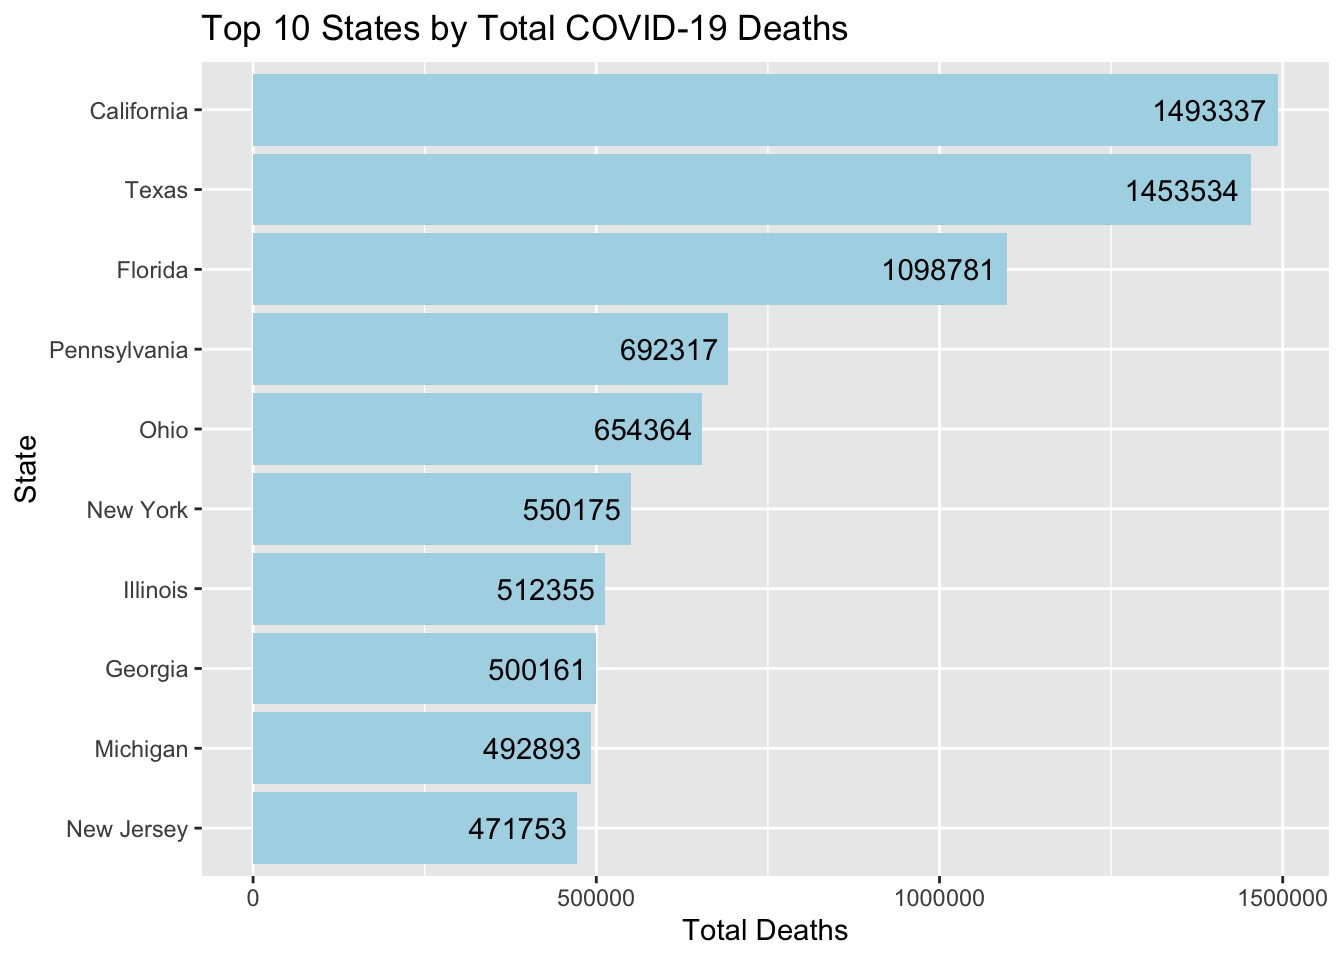 Top 10 States by Total COVID-19 Deaths
California 1493337
Texas 1453534
Florida 1098781
Pennsylvania 692317
Ohio 654364
State
New York 550175
Illinois 512355
Georgia 500161
Michigan 492893
New Jersey 471753
0 500000 1000000 1500000
Total Deaths